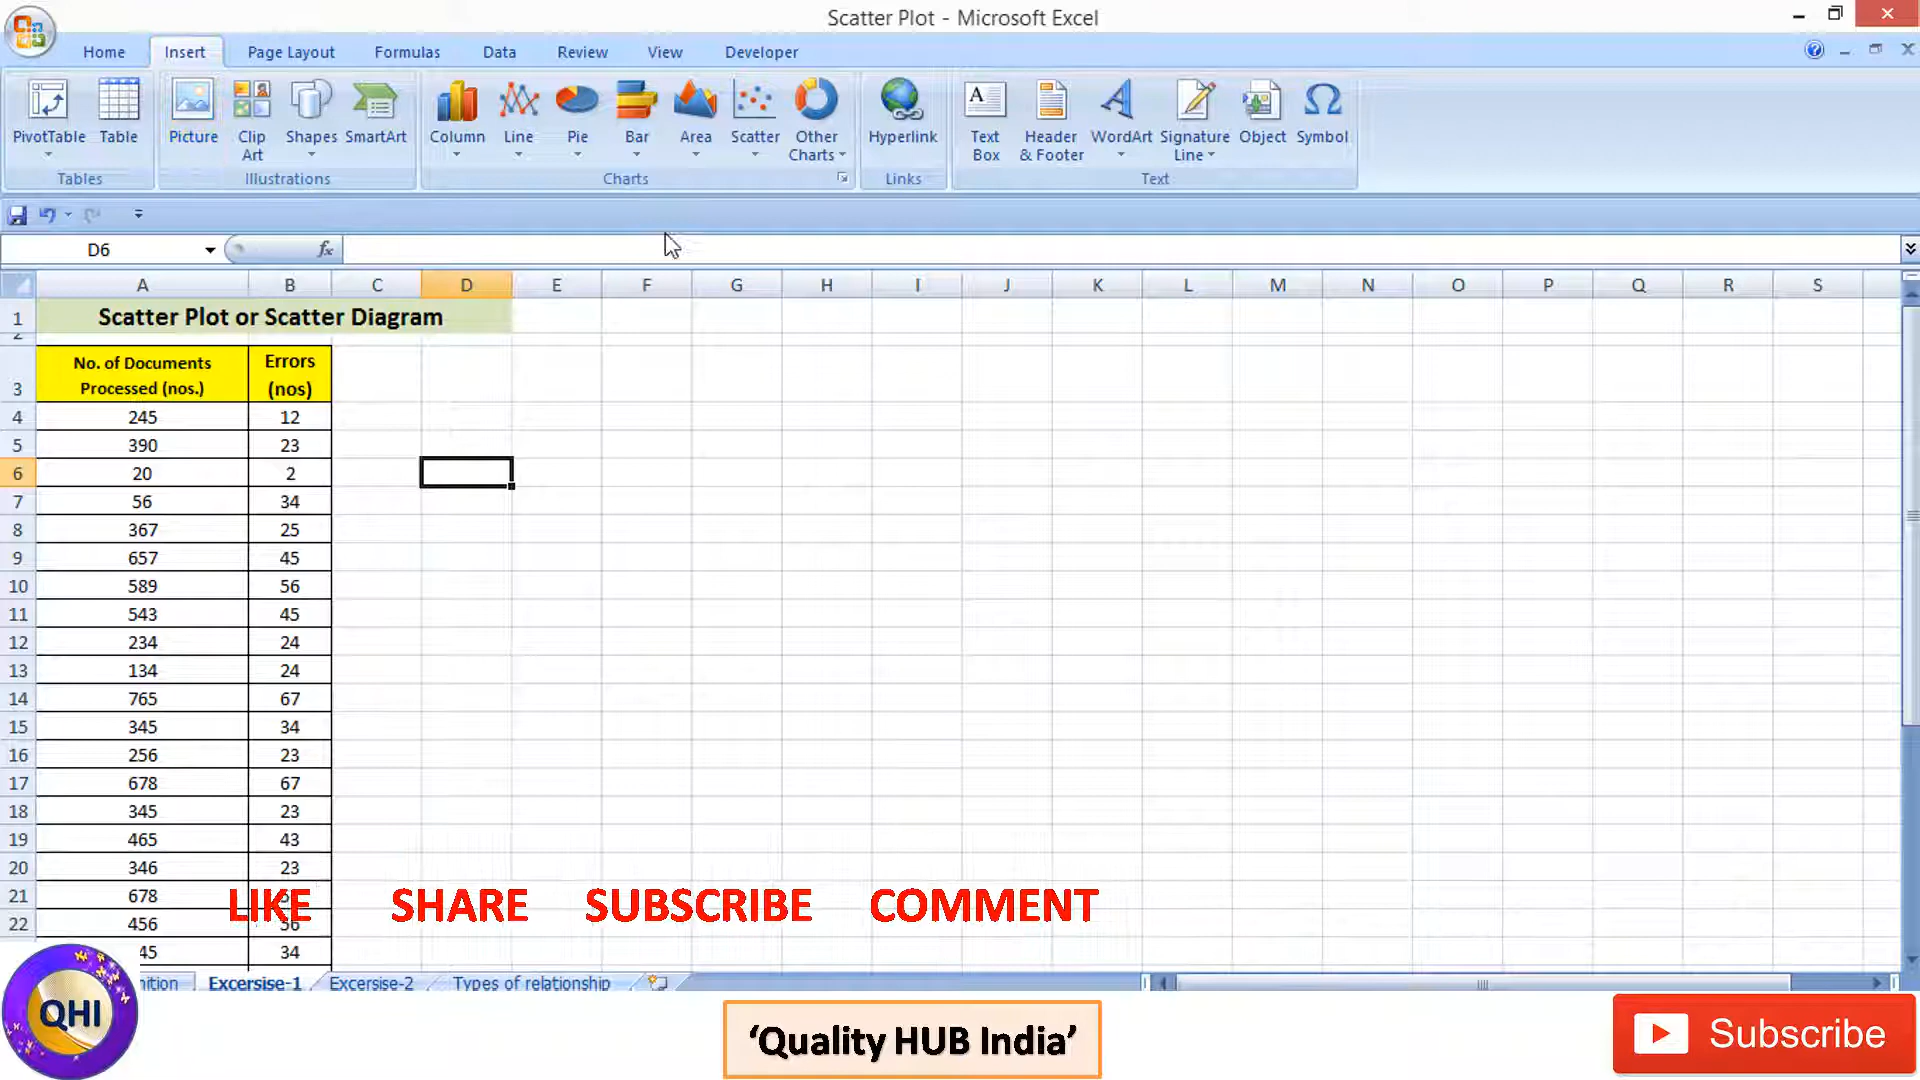 Scatter Plot - Microsoft Excel
Home Insert Page Layout Formulas Data Review View Developer
PivotTable Table Picture Clip Art Shapes SmartArt Column Line Pie Bar Area Scatter Other Charts Hyperlink Text Box Header & Footer WordArt Signature Line Object Symbol
Tables Illustrations Charts Links Text
D6 fx
A B C D E F G H I J K L M N O P Q R S
1 Scatter Plot or Scatter Diagram
2
3 No. of Documents Processed (nos.) Errors (nos)
4 245 12
5 390 23
6 20 2
7 56 34
8 367 25
9 657 45
10 589 56
11 543 45
12 234 24
13 134 24
14 765 67
15 345 34
16 256 23
17 678 67
18 345 23
19 465 43
20 346 23
21 678
LIKE SHARE SUBSCRIBE COMMENT
22 456 56
45 34
nition Excersise-1 Excersise-2 Types of relationship
QHI
‘Quality HUB India’
Subscribe